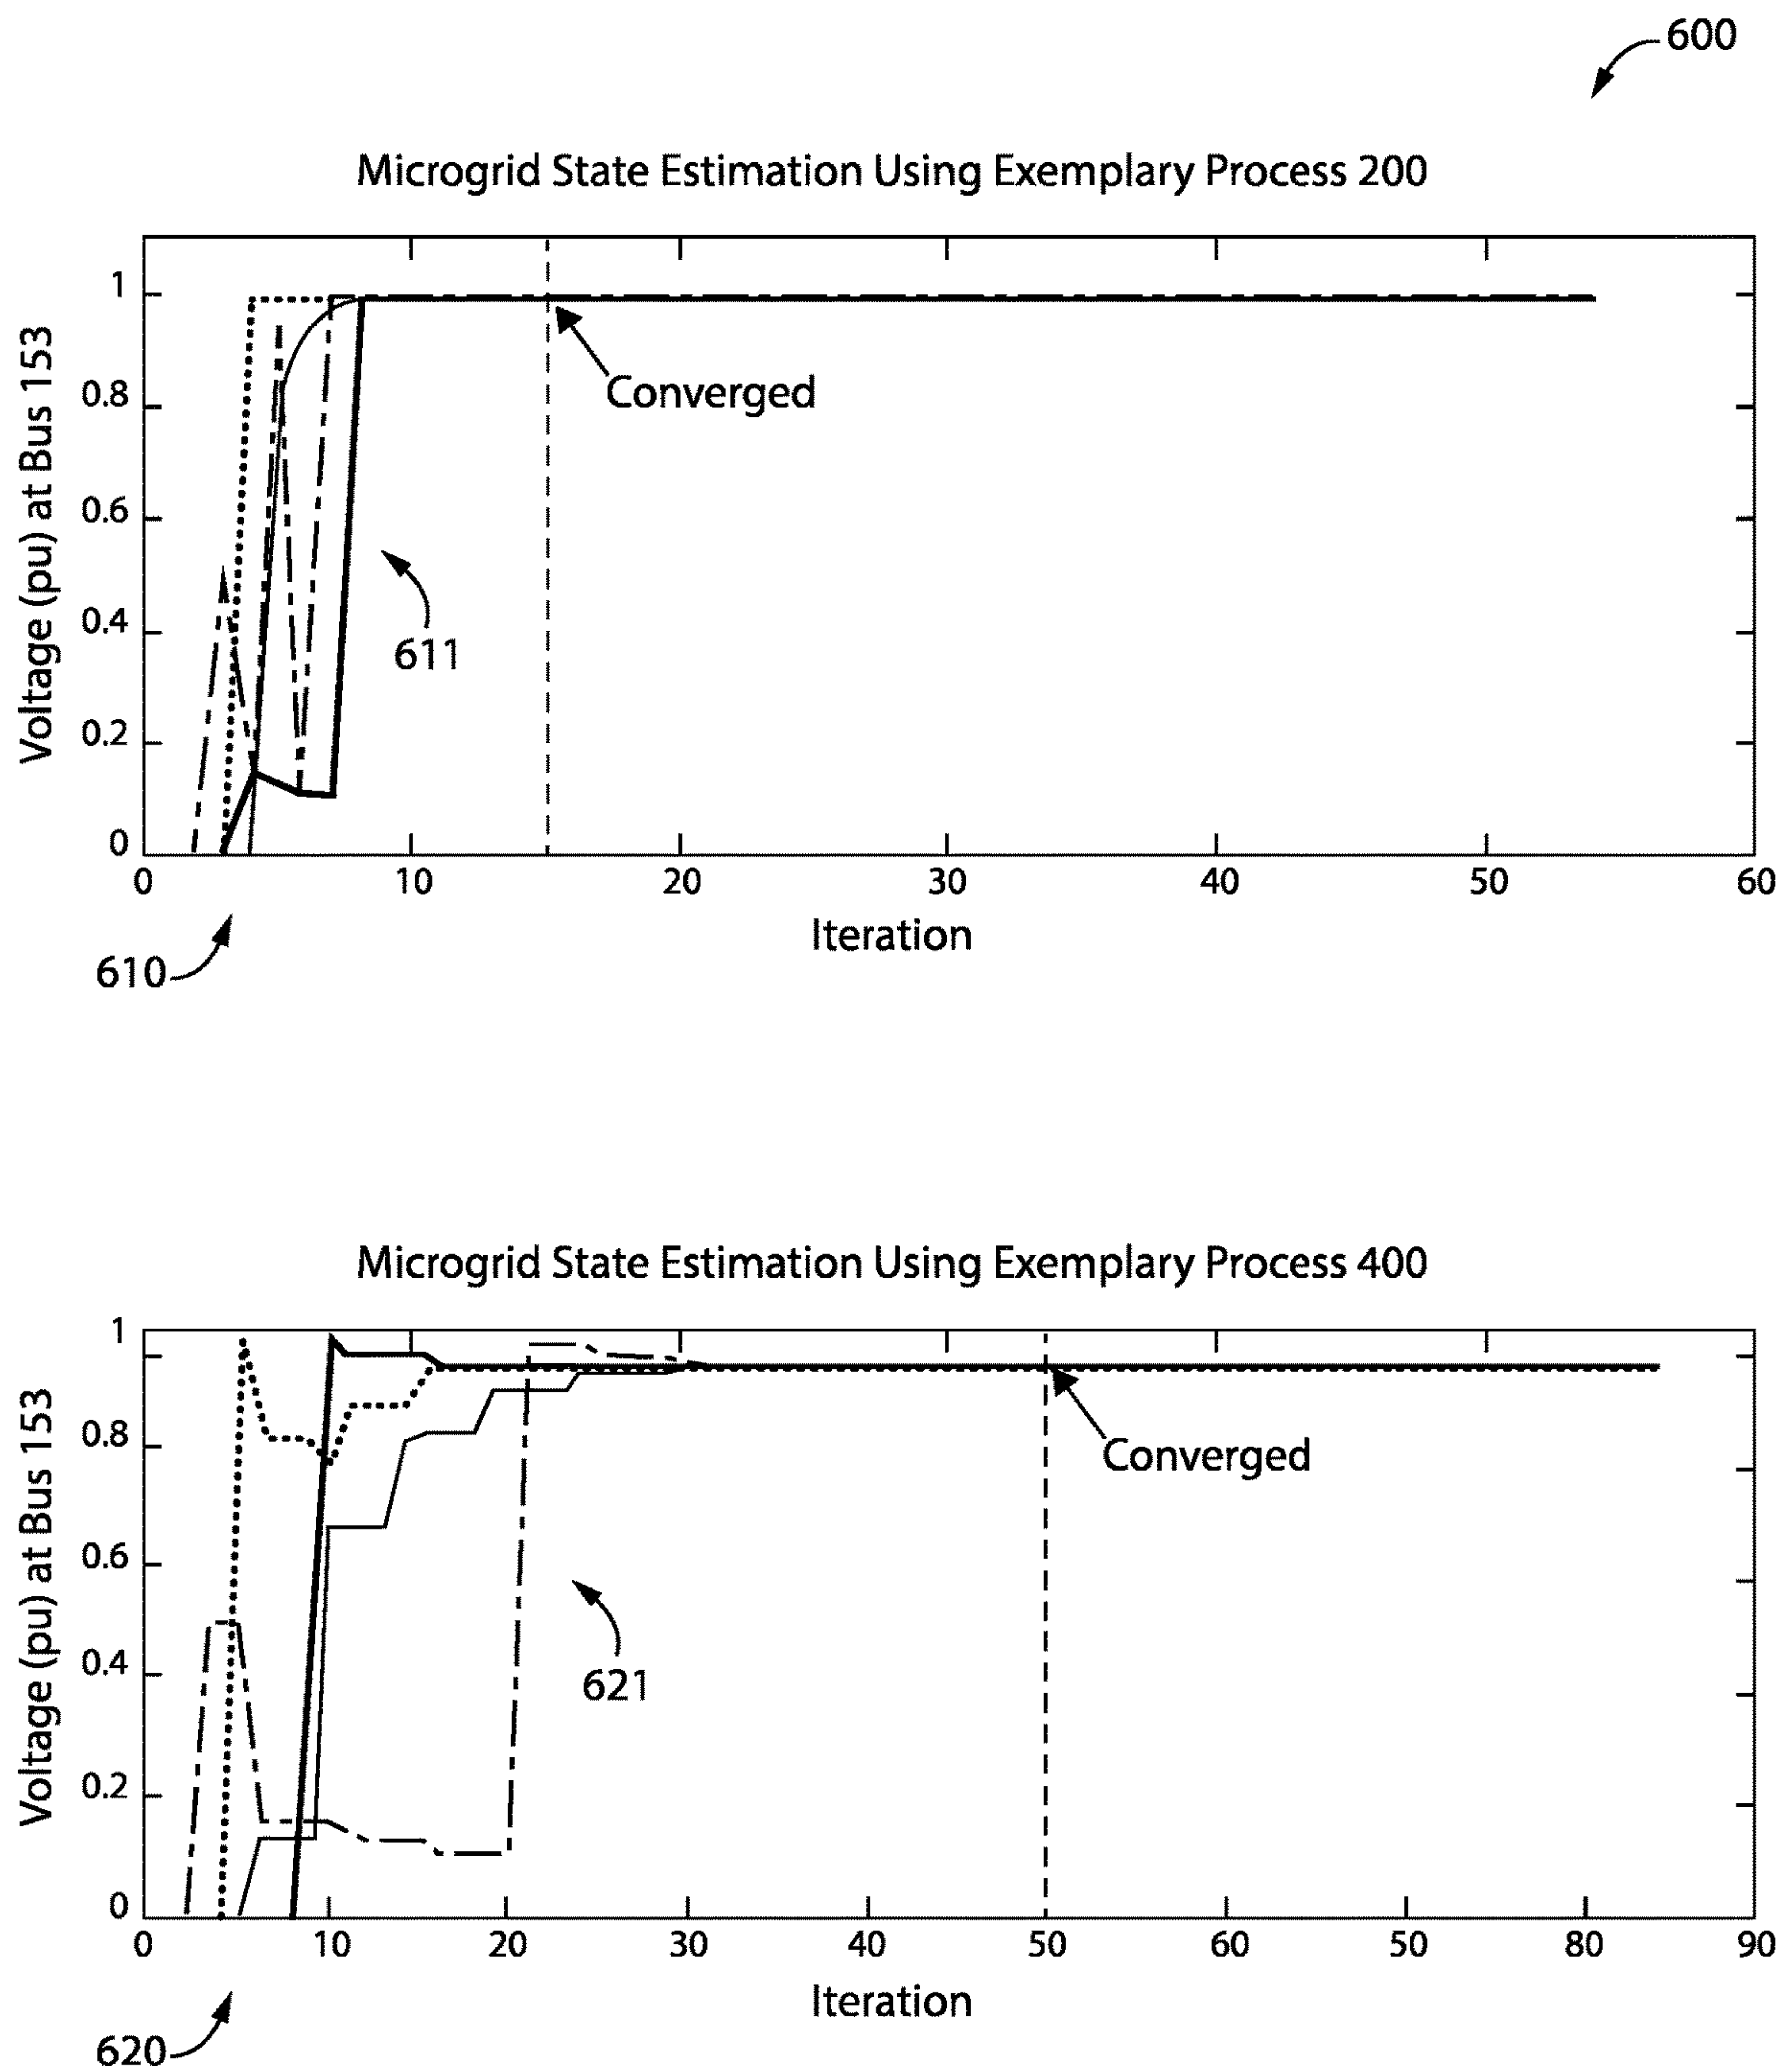 600
Microgrid State Estimation Using Exemplary Process 200
Voltage (pu) at Bus 153
1
0.8
0.6
0.4
0.2
0
Converged
611
0 10 20 30 40 50 60
Iteration
610
Microgrid State Estimation Using Exemplary Process 400
Voltage (pu) at Bus 153
1
0.8
0.6
0.4
0.2
0
Converged
621
0 10 20 30 40 50 60 50 80 90
Iteration
620